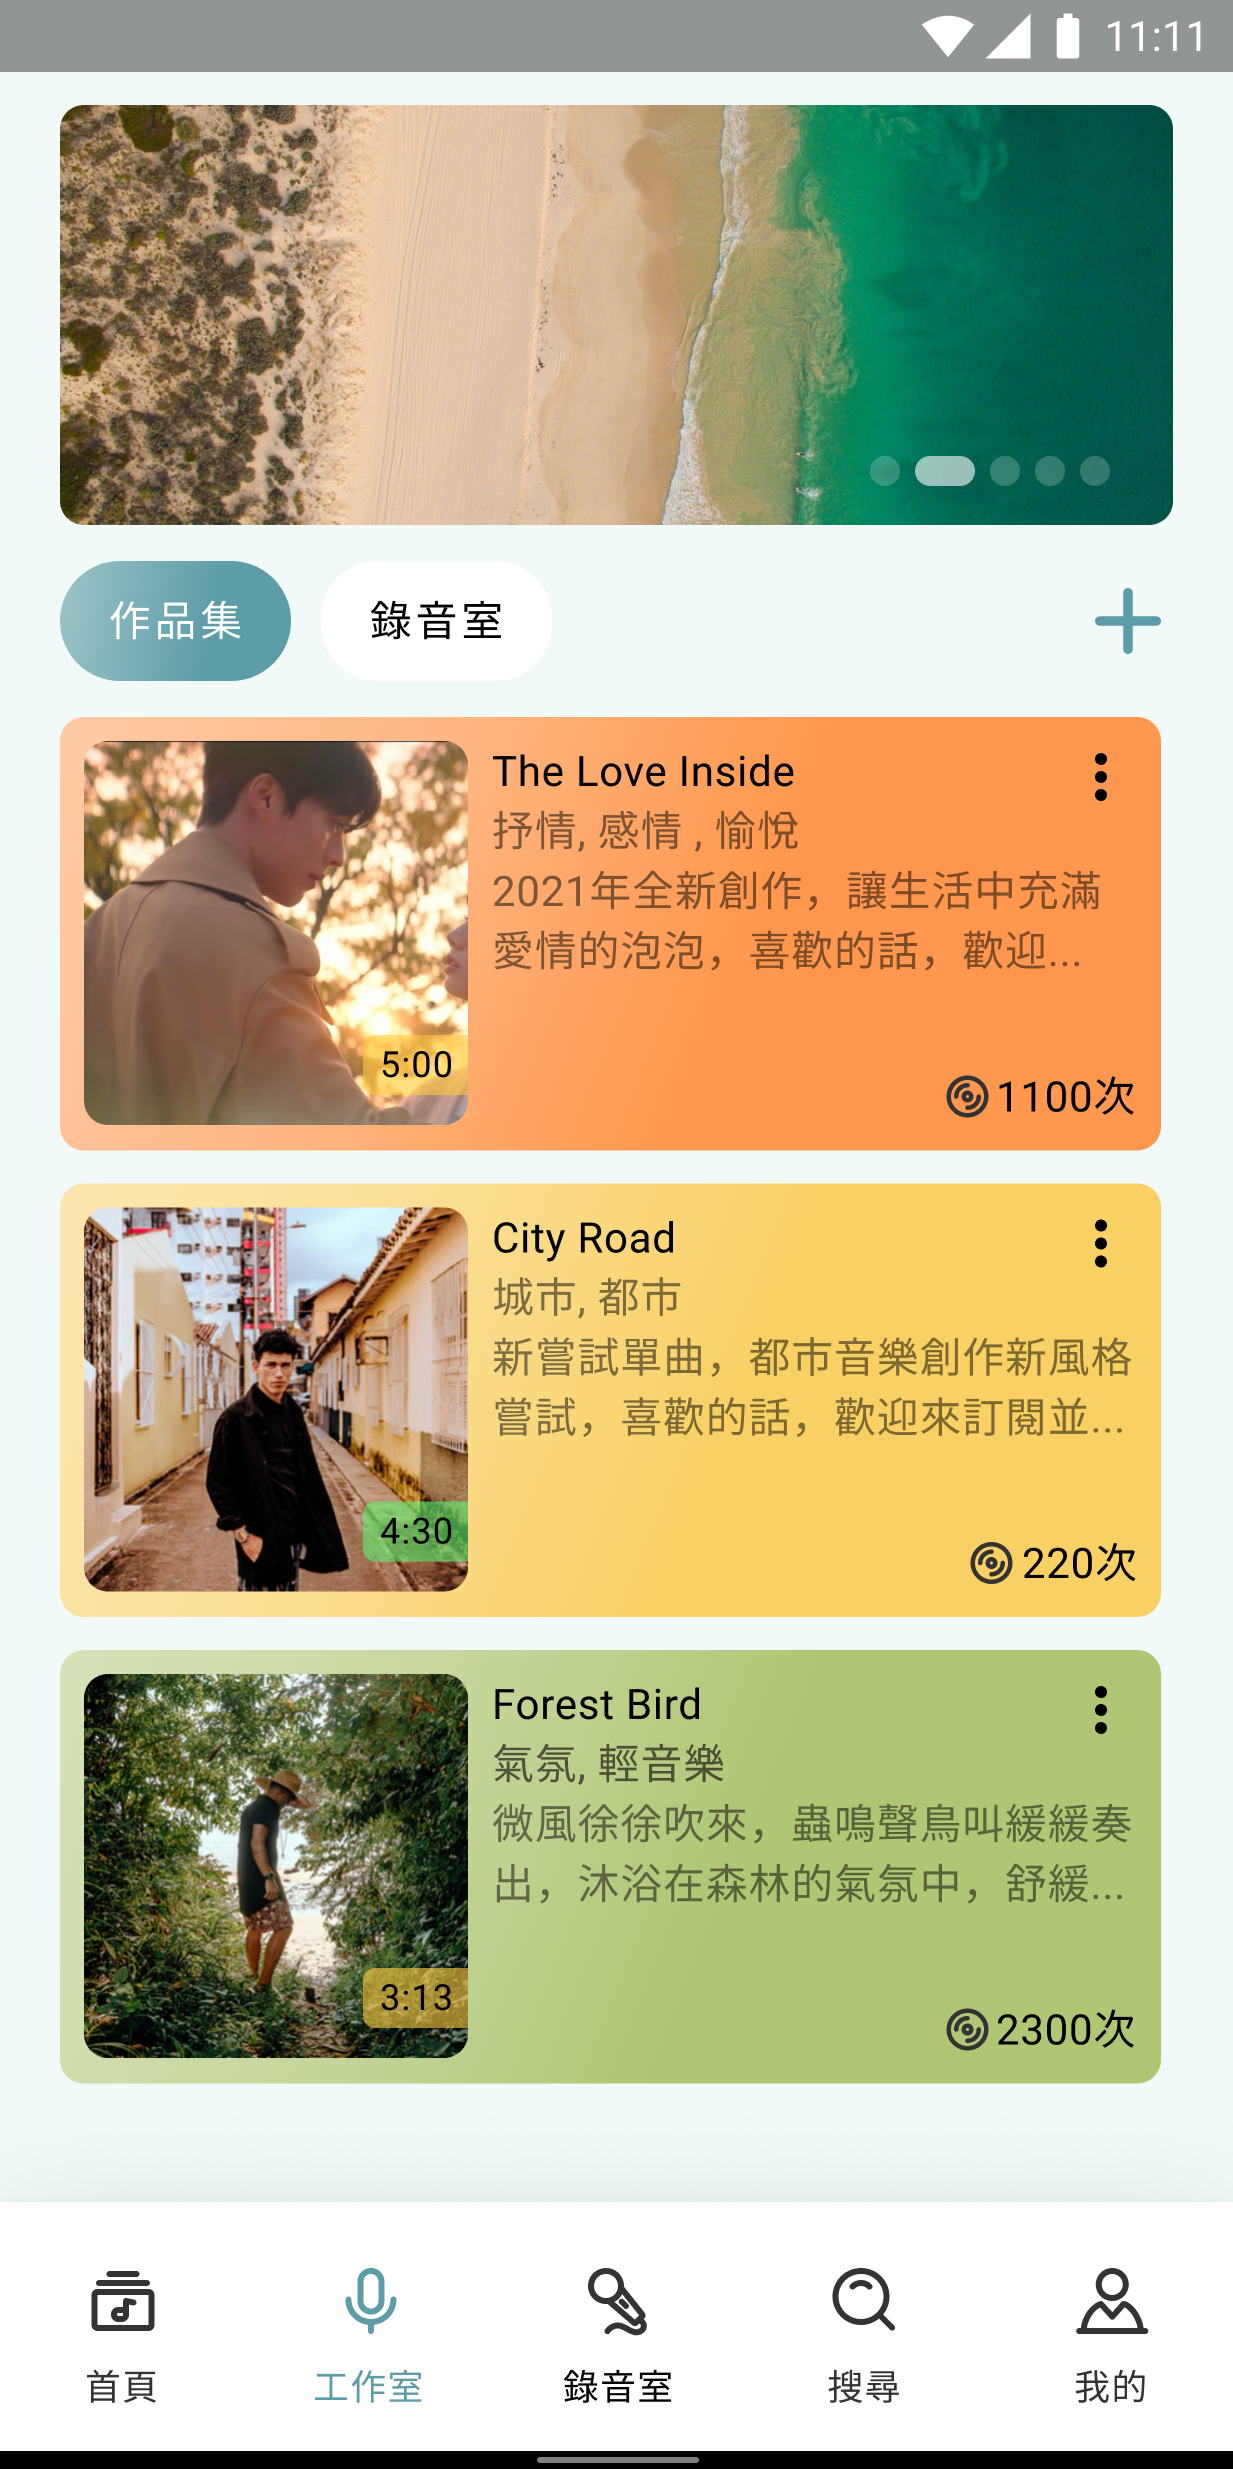 11:11
作品集
錄音室
The Love Inside
抒情, 感情 , 愉悅
2021年全新創作，讓生活中充滿
愛情的泡泡，喜歡的話，歡迎...
5:00
1100次
City Road
城市, 都市
新嘗試單曲，都市音樂創作新風格
嘗試，喜歡的話，歡迎來訂閱並...
4:30
220次
Forest Bird
氣氛, 輕音樂
微風徐徐吹來，蟲鳴聲鳥叫緩緩奏
出，沐浴在森林的氣氛中，舒緩...
3:13
2300次
首頁
工作室
錄音室
搜尋
我的